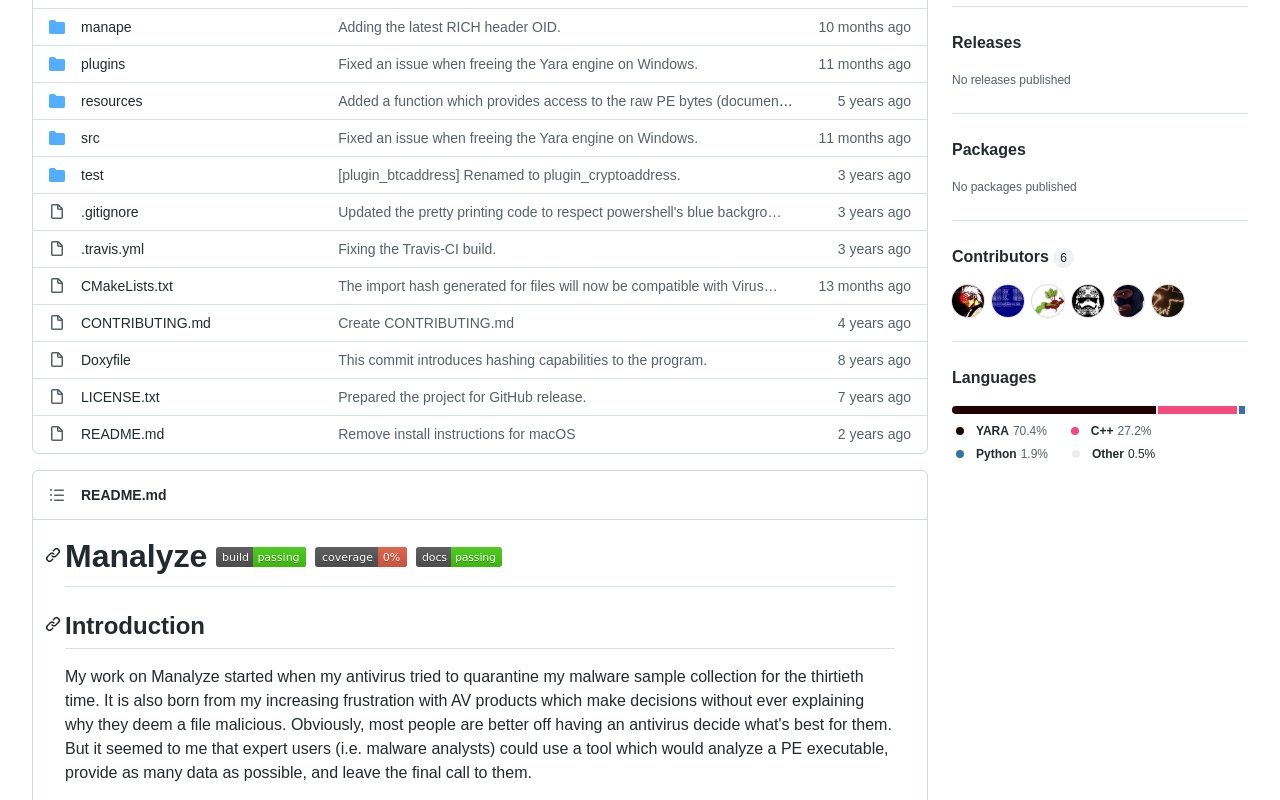 manape Adding the latest RICH header OID. 10 months ago
plugins Fixed an issue when freeing the Yara engine on Windows. 11 months ago
resources Added a function which provides access to the raw PE bytes (documen... 5 years ago
src Fixed an issue when freeing the Yara engine on Windows. 11 months ago
test [plugin_btcaddress] Renamed to plugin_cryptoaddress. 3 years ago
.gitignore Updated the pretty printing code to respect powershell's blue backgro... 3 years ago
.travis.yml Fixing the Travis-CI build. 3 years ago
CMakeLists.txt The import hash generated for files will now be compatible with Virus... 13 months ago
CONTRIBUTING.md Create CONTRIBUTING.md 4 years ago
Doxyfile This commit introduces hashing capabilities to the program. 8 years ago
LICENSE.txt Prepared the project for GitHub release. 7 years ago
README.md Remove install instructions for macOS 2 years ago
README.md
Manalyze build passing coverage 0% docs passing
Introduction
My work on Manalyze started when my antivirus tried to quarantine my malware sample collection for the thirtieth
time. It is also born from my increasing frustration with AV products which make decisions without ever explaining
why they deem a file malicious. Obviously, most people are better off having an antivirus decide what's best for them.
But it seemed to me that expert users (i.e. malware analysts) could use a tool which would analyze a PE executable,
provide as many data as possible, and leave the final call to them.
Releases
No releases published
Packages
No packages published
Contributors 6
Languages
YARA 70.4% C++ 27.2%
Python 1.9% Other 0.5%